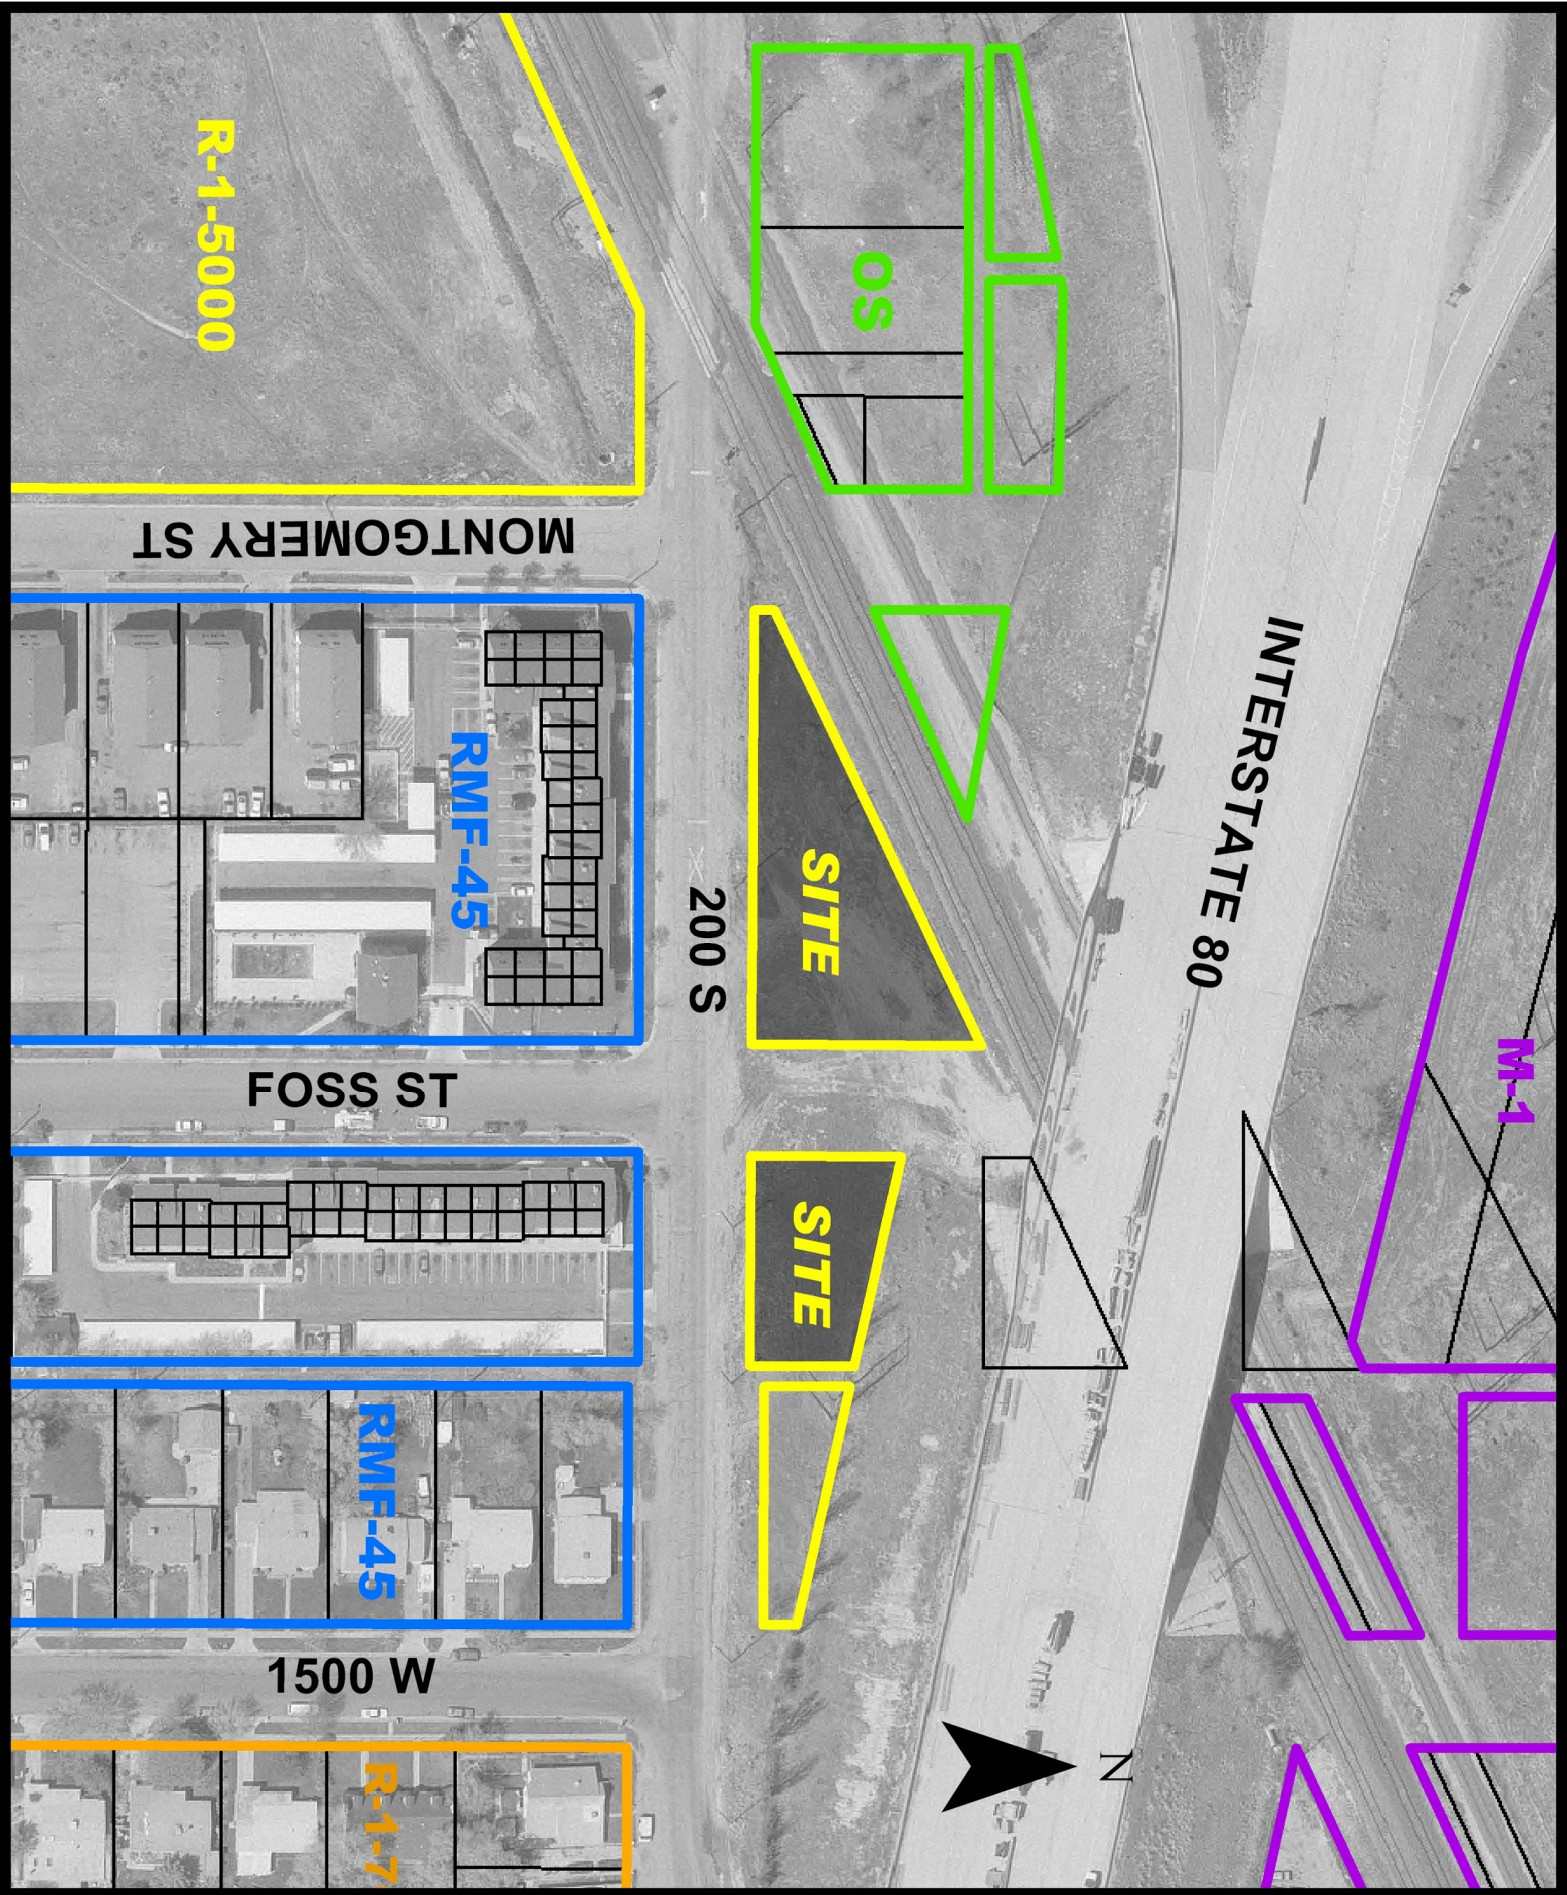 R-1-5000
OS
MONTGOMERY ST
RMF-45
200 S
SITE
INTERSTATE 80
M-1
FOSS ST
SITE
RMF-45
1500 W
N
R-1-7